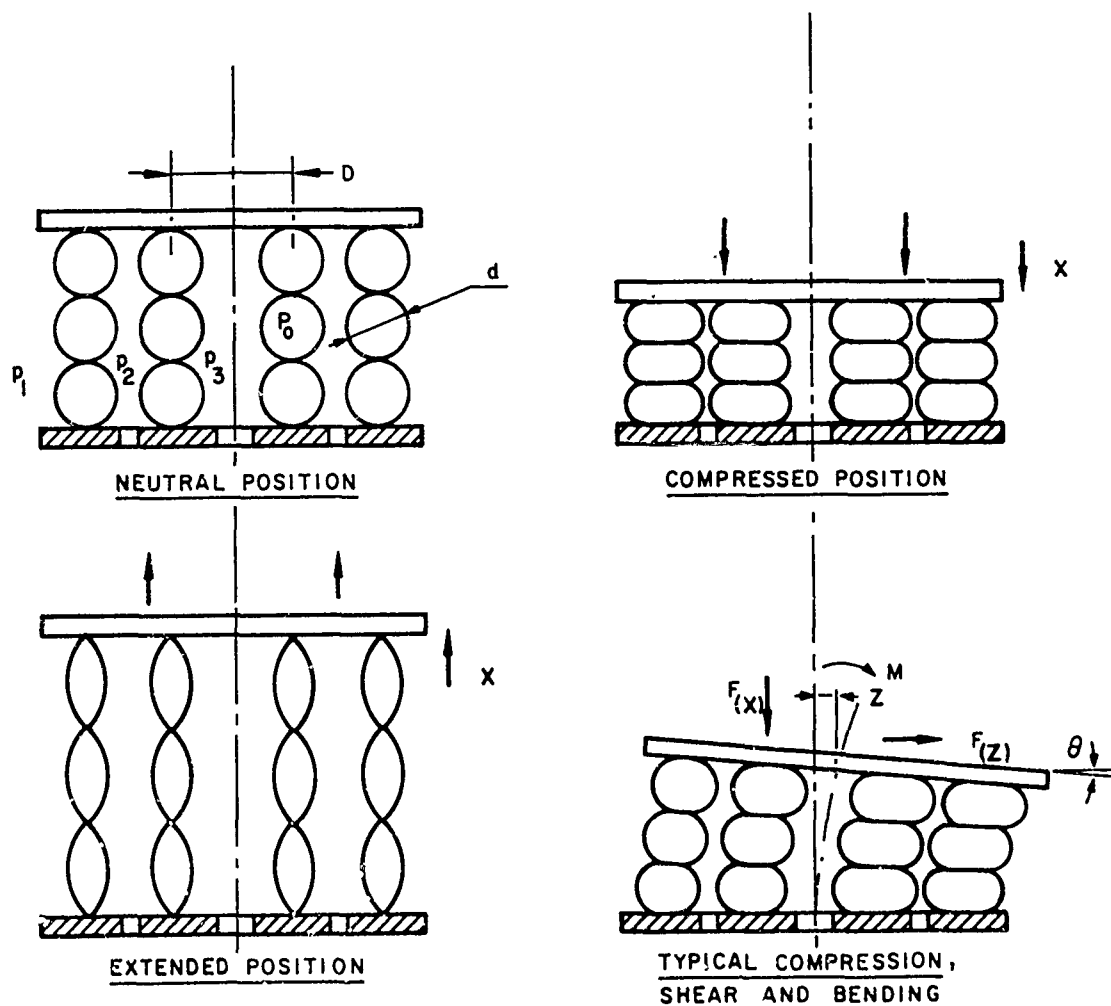 D
d
P0
p1
p2
p3
NEUTRAL POSITION
X
COMPRESSED POSITION
X
EXTENDED POSITION
M
F(X)
Z
F(Z)
θ
TYPICAL COMPRESSION,
SHEAR AND BENDING